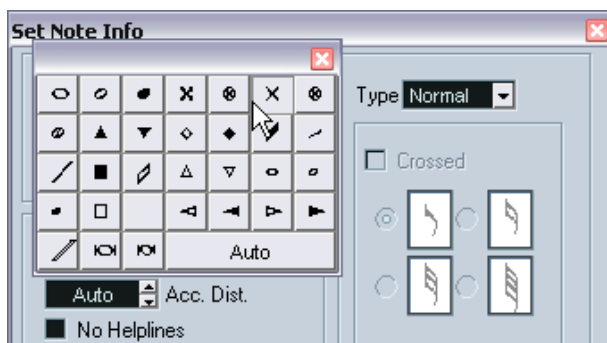 Set Note Info
Type Normal
Crossed
Auto
Auto Acc. Dist.
No Helplines